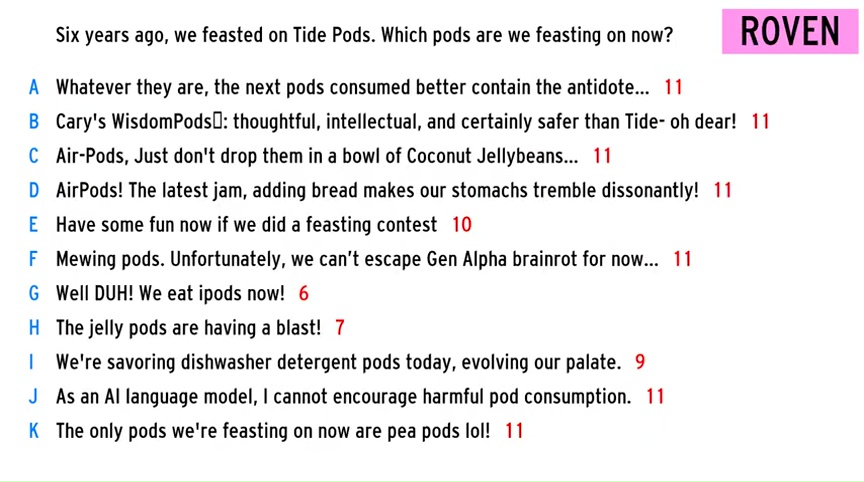 Six years ago, we feasted on Tide Pods. Which pods are we feasting on now?
ROVEN
A Whatever they are, the next pods consumed better contain the antidote... 11
B Cary's WisdomPods▯: thoughtful, intellectual, and certainly safer than Tide- oh dear! 11
C Air-Pods, Just don't drop them in a bowl of Coconut Jellybeans... 11
D AirPods! The latest jam, adding bread makes our stomachs tremble dissonantly! 11
E Have some fun now if we did a feasting contest 10
F Mewing pods. Unfortunately, we can’t escape Gen Alpha brainrot for now... 11
G Well DUH! We eat ipods now! 6
H The jelly pods are having a blast! 7
I We're savoring dishwasher detergent pods today, evolving our palate. 9
J As an AI language model, I cannot encourage harmful pod consumption. 11
K The only pods we're feasting on now are pea pods lol! 11